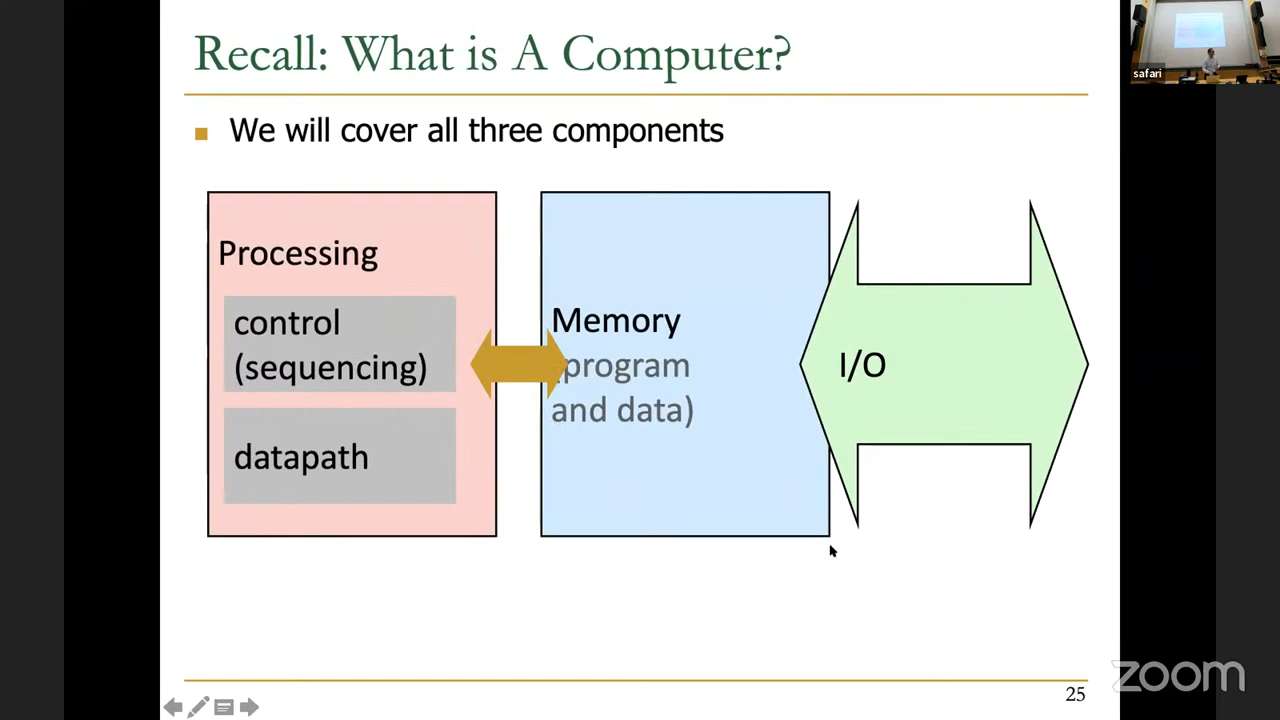 Recall: What is A Computer?
safari
We will cover all three components
Processing
control
(sequencing)
datapath
Memory
(program
and data)
I/O
25
zoom